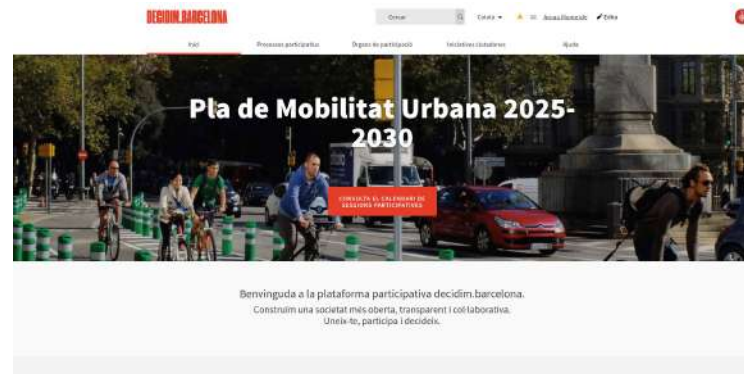 DECIDIM.BARCELONA
Cercar
Català
Edita
Inici
Processos participatius
Òrgans de participació
Iniciatives ciutadanes
Ajuda
Pla de Mobilitat Urbana 2025-
2030
CONSULTA EL CALENDARI DE
SESSIONS PARTICIPATIVES
Benvinguda a la plataforma participativa decidim.barcelona.
Construïm una societat més oberta, transparent i col·laborativa.
Uneix-te, participa i decideix.